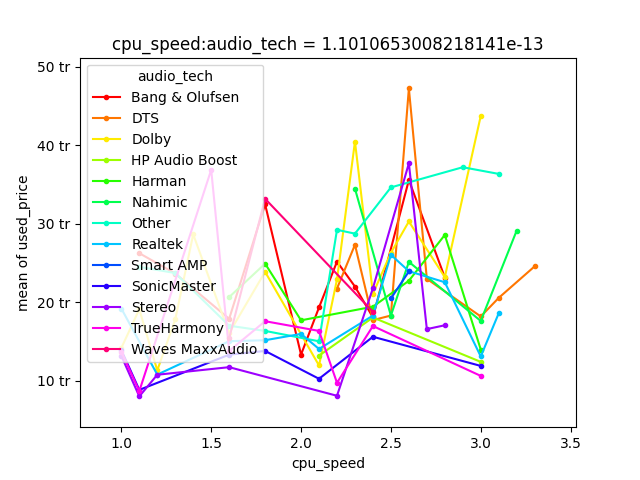 cpu_speed:audio_tech = 1.1010653008218141e-13
audio_tech
Bang & Olufsen
DTS
Dolby
HP Audio Boost
Harman
Nahimic
Other
Realtek
Smart AMP
SonicMaster
Stereo
TrueHarmony
Waves MaxxAudio
mean of used_price
50 tr
40 tr
30 tr
20 tr
10 tr
1.0 1.5 2.0 2.5 3.0 3.5
cpu_speed